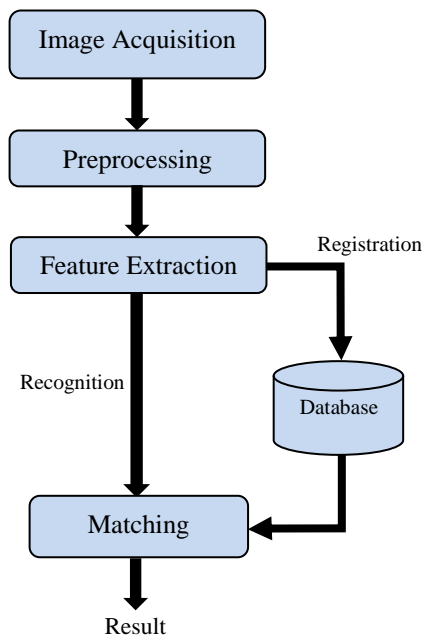 Image Acquisition
Preprocessing
Registration
Feature Extraction
Recognition
Database
Matching
Result